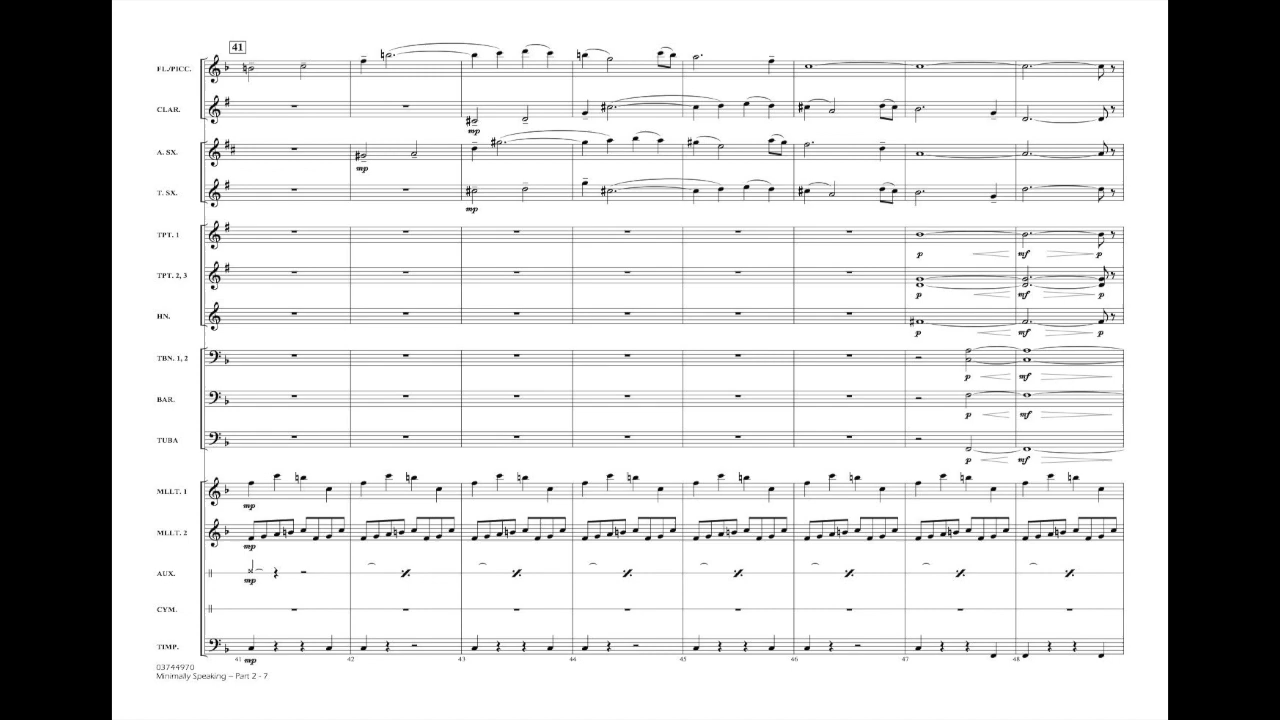 41
FL./PICC.
CLAR.
mp
A. SX.
mp
T. SX.
mp
TPT. 1
p mf p
TPT. 2, 3
p mf p
HN.
p mf p
TBN. 1, 2
p mf
BAR.
p mf
TUBA
p mf
MLLT. 1
mp
MLLT. 2
mp
AUX.
mp
CYM.
TIMP.
mp
41 42 43 44 45 46 47 48
03744970
Minimally Speaking – Part 2 - 7